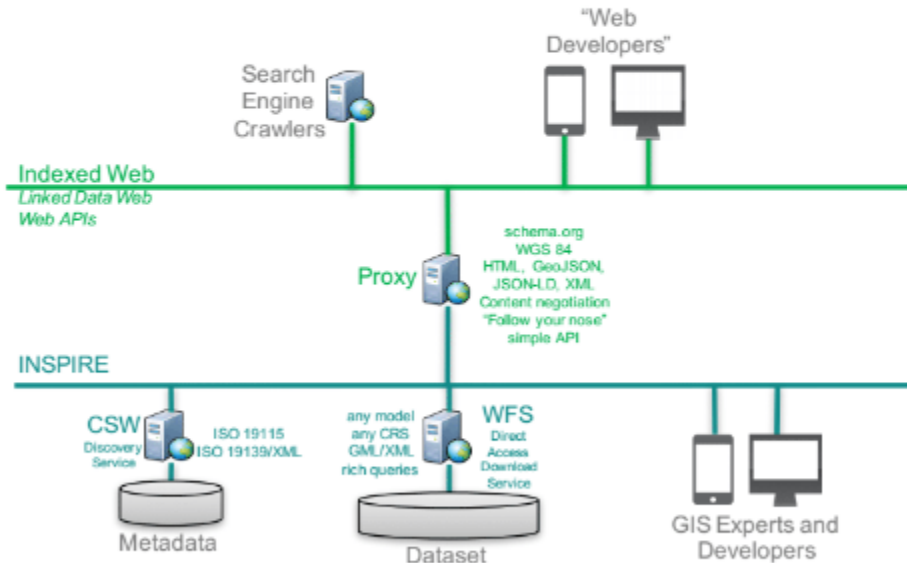 "Web
Developers"
Search
Engine
Crawlers
Indexed Web
Linked Data Web
Web APIs
Proxy
schema.org
WGS 84
HTML, GeoJSON,
JSON-LD, XML
Content negotiation
"Follow your nose"
simple API
INSPIRE
CSW
Discovery
Service
ISO 19115
ISO 19139/XML
any model
any CRS
GML/XML
rich queries
WFS
Direct
Access
Download
Service
Metadata
Dataset
GIS Experts and
Developers